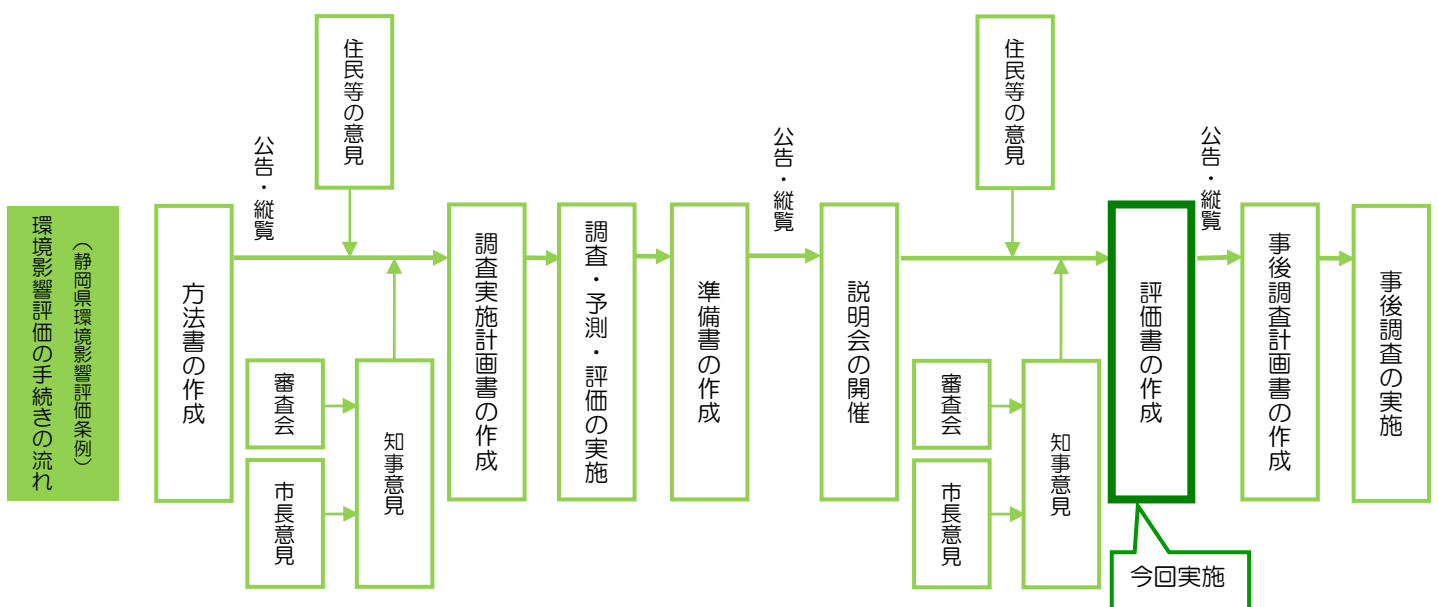 環境影響評価の手続きの流れ
（静岡県環境影響評価条例）
方法書の作成
公告・縦覧
住民等の意見
審査会
市長意見
知事意見
調査実施計画書の作成
調査・予測・評価の実施
準備書の作成
公告・縦覧
説明会の開催
住民等の意見
審査会
市長意見
知事意見
評価書の作成
今回実施
公告・縦覧
事後調査計画書の作成
事後調査の実施